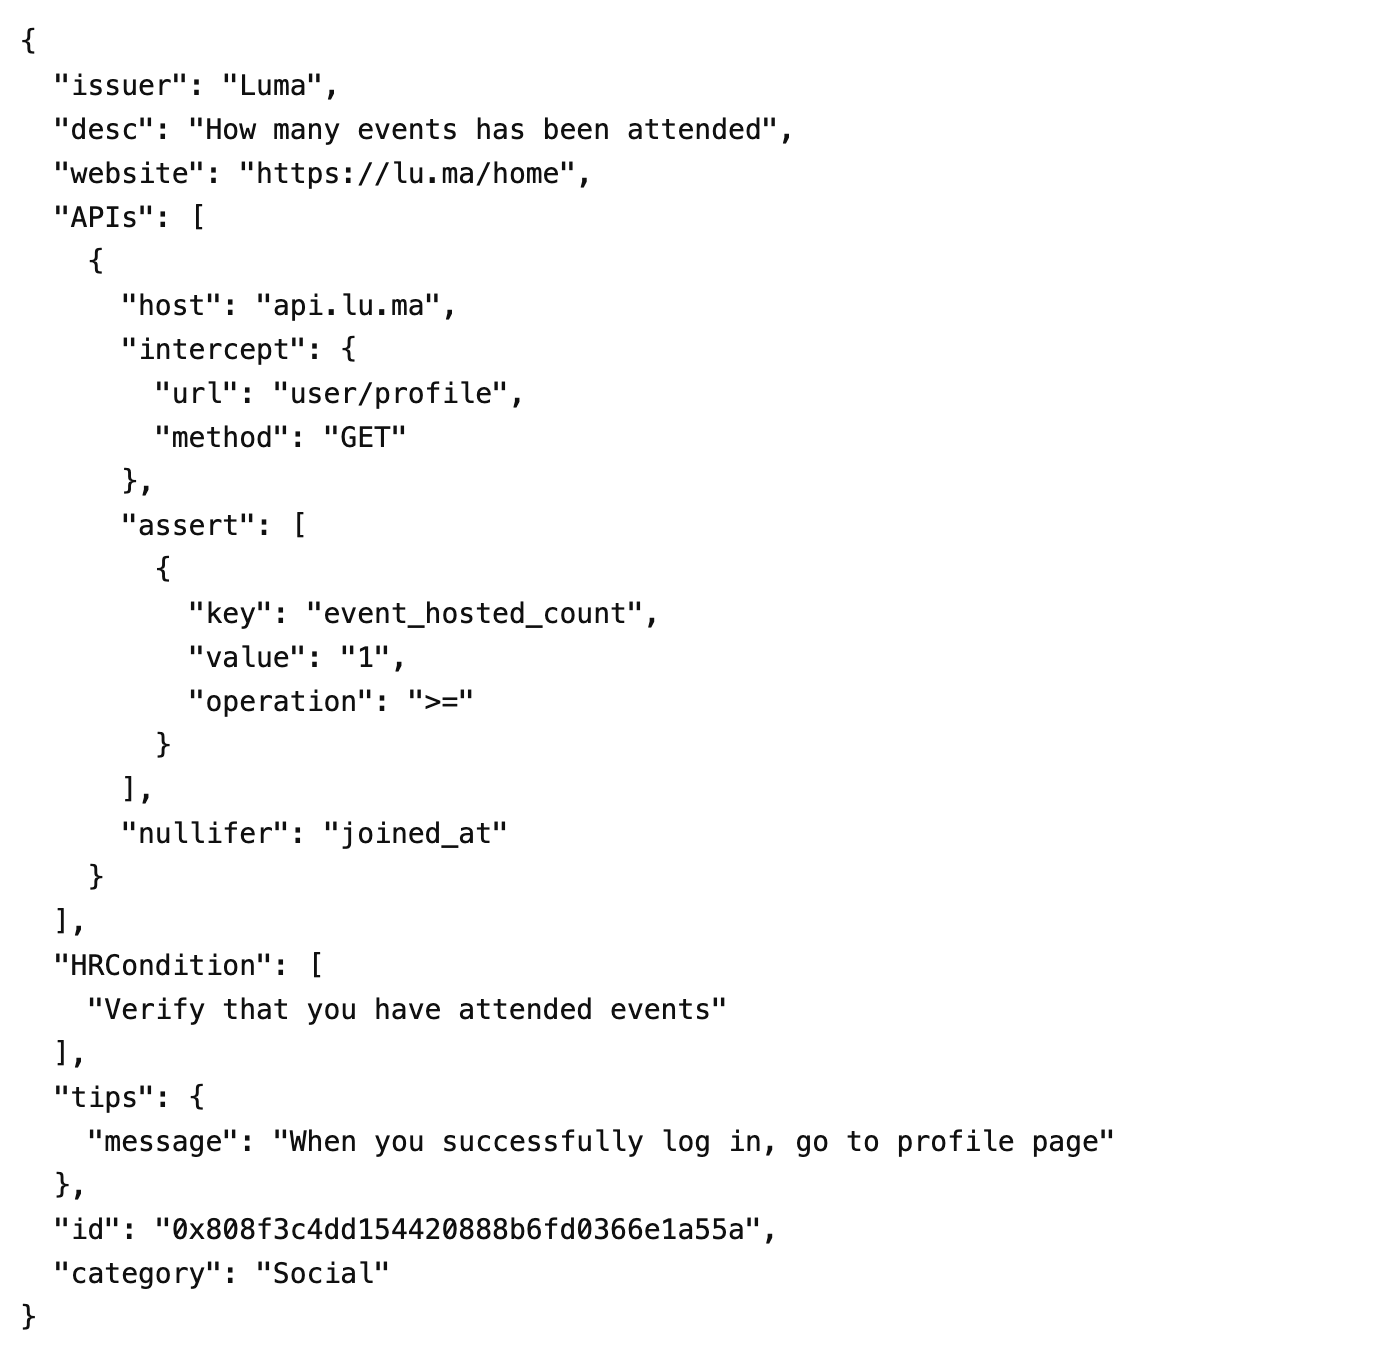 {
  "issuer": "Luma",
  "desc": "How many events has been attended",
  "website": "https://lu.ma/home",
  "APIs": [
    {
      "host": "api.lu.ma",
      "intercept": {
        "url": "user/profile",
        "method": "GET"
      },
      "assert": [
        {
          "key": "event_hosted_count",
          "value": "1",
          "operation": ">="
        }
      ],
      "nullifer": "joined_at"
    }
  ],
  "HRCondition": [
    "Verify that you have attended events"
  ],
  "tips": {
    "message": "When you successfully log in, go to profile page"
  },
  "id": "0x808f3c4dd154420888b6fd0366e1a55a",
  "category": "Social"
}